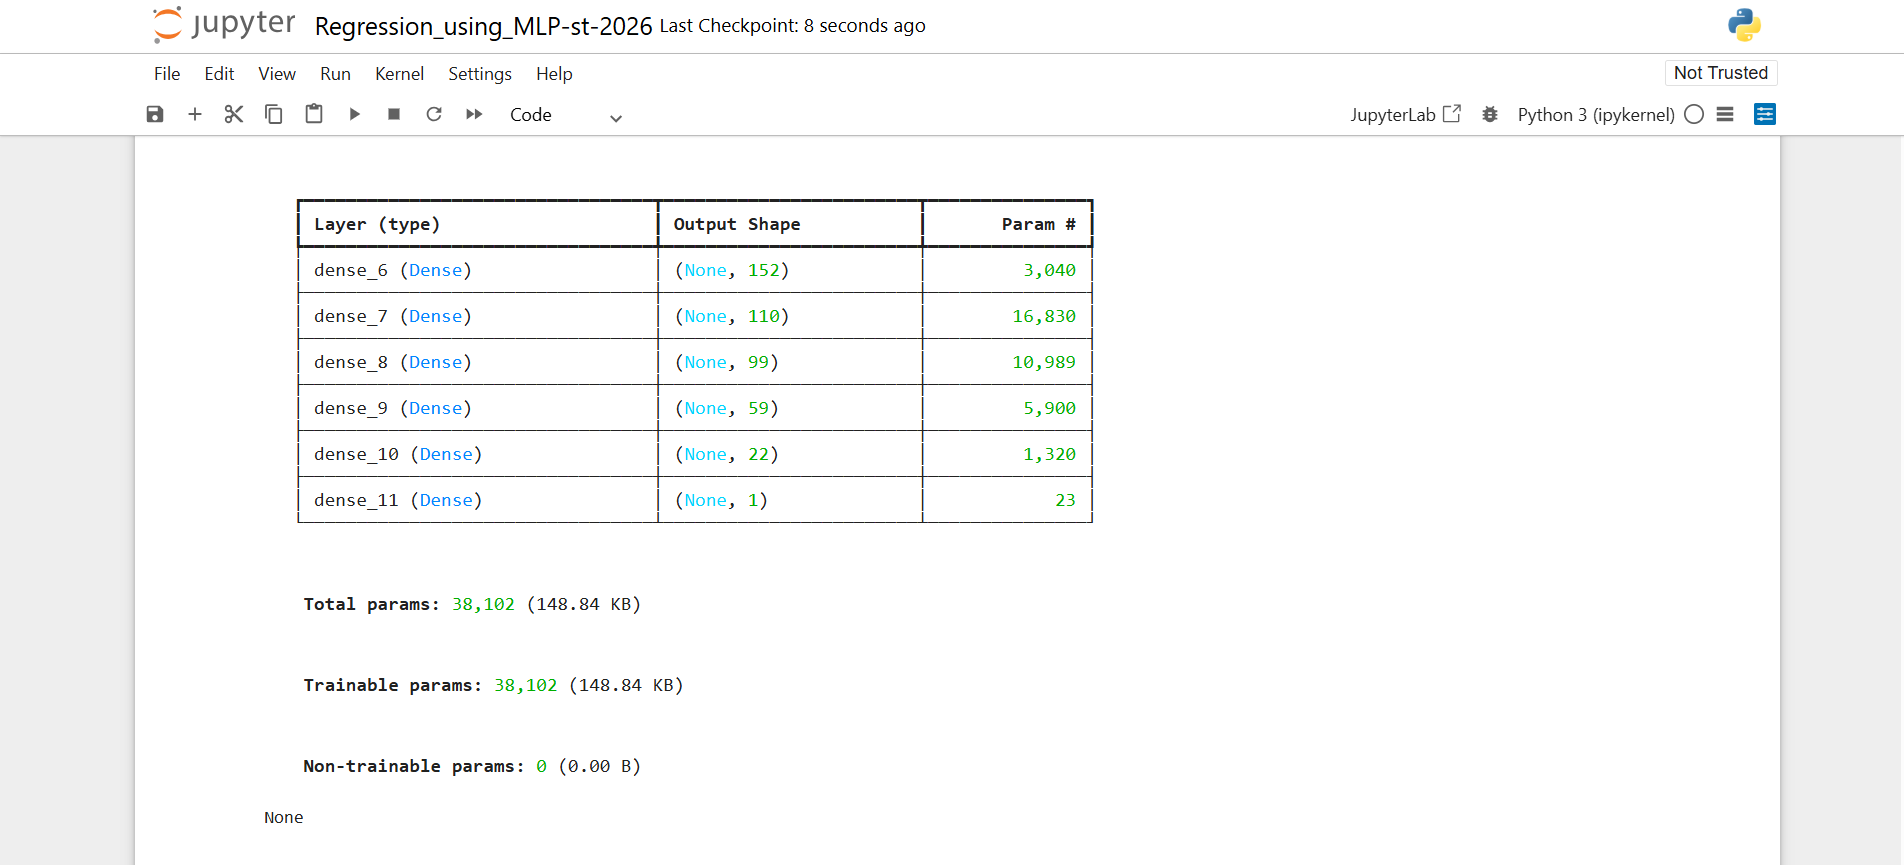 jupyter Regression_using_MLP-st-2026 Last Checkpoint: 8 seconds ago
File Edit View Run Kernel Settings Help Not Trusted
Code JupyterLab Python 3 (ipykernel)
Layer (type) Output Shape Param #
dense_6 (Dense) (None, 152) 3,040
dense_7 (Dense) (None, 110) 16,830
dense_8 (Dense) (None, 99) 10,989
dense_9 (Dense) (None, 59) 5,900
dense_10 (Dense) (None, 22) 1,320
dense_11 (Dense) (None, 1) 23
Total params: 38,102 (148.84 KB)
Trainable params: 38,102 (148.84 KB)
Non-trainable params: 0 (0.00 B)
None